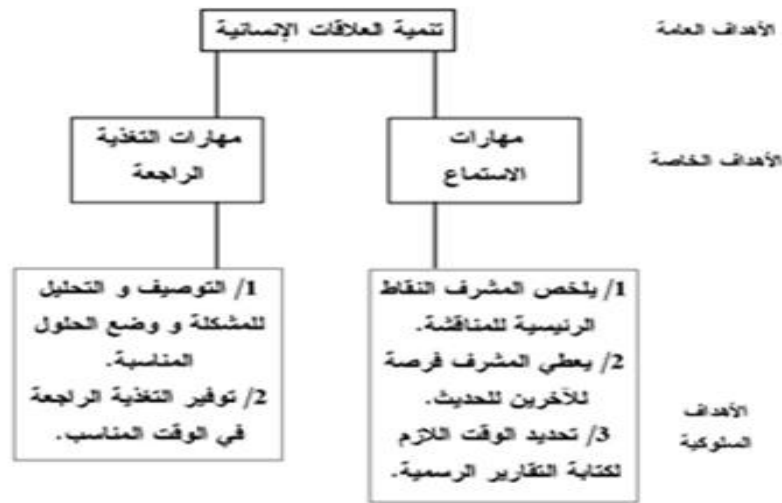 الأهداف العامة
تنمية العلاقات الإنسانية
الأهداف الخاصة
مهارات
الاستماع
مهارات التغذية
الراجعة
الأهداف
السلوكية
1/ يلخص المشرف النقاط
الرئيسية للمناقشة.
2/ يعطي المشرف فرصة
للآخرين للحديث.
3/ تحديد الوقت اللازم
لكتابة التقارير الرسمية.
1/ التوصيف و التحليل
للمشكلة و وضع الحلول
المناسبة.
2/ توفير التغذية الراجعة
في الوقت المناسب.